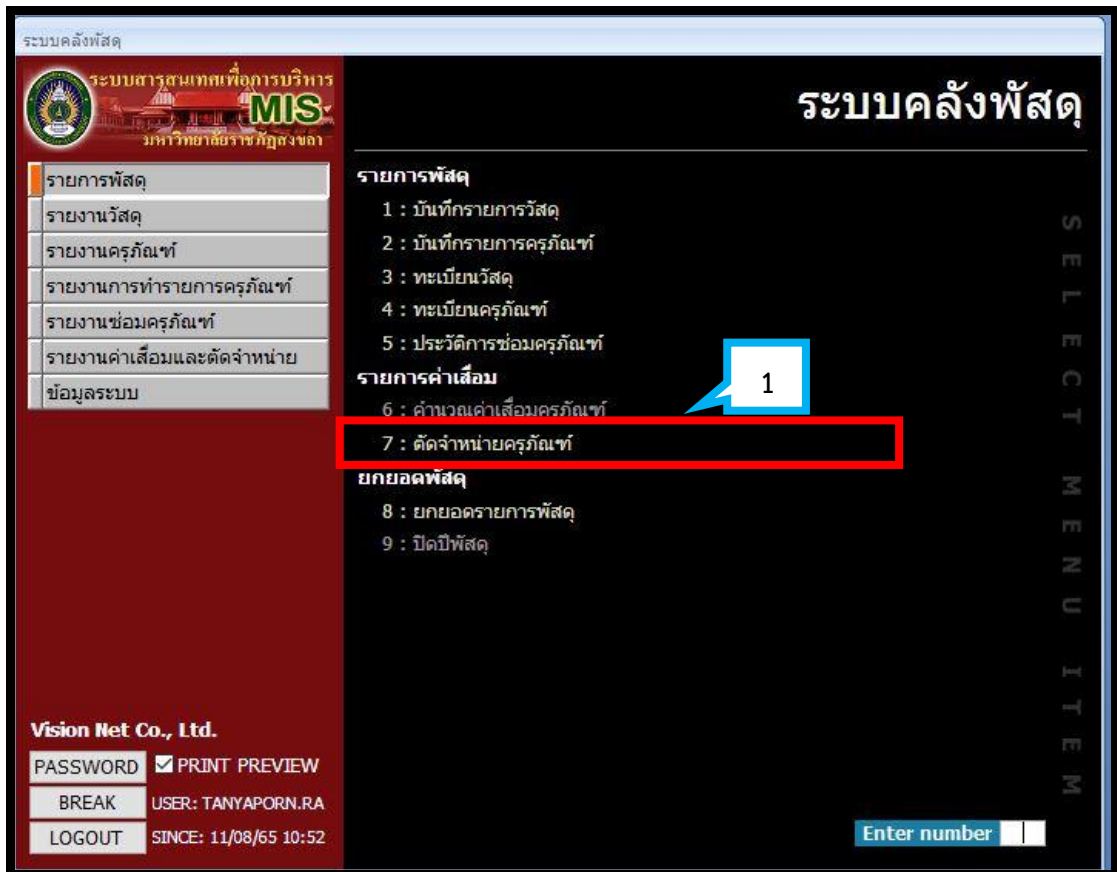 ระบบคลังพัสดุ
ระบบสารสนเทศเพื่อการบริหาร
MIS
มหาวิทยาลัยราชภัฏสงขลา
ระบบคลังพัสดุ
รายการพัสดุ
รายงานวัสดุ
รายงานครุภัณฑ์
รายงานการทำรายการครุภัณฑ์
รายงานซ่อมครุภัณฑ์
รายงานค่าเสื่อมและตัดจำหน่าย
ข้อมูลระบบ
รายการพัสดุ
1 : บันทึกรายการวัสดุ
2 : บันทึกรายการครุภัณฑ์
3 : ทะเบียนวัสดุ
4 : ทะเบียนครุภัณฑ์
5 : ประวัติการซ่อมครุภัณฑ์
รายการค่าเสื่อม
1
6 : คำนวณค่าเสื่อมครุภัณฑ์
7 : ตัดจำหน่ายครุภัณฑ์
ยกยอดพัสดุ
8 : ยกยอดรายการพัสดุ
9 : ปิดปีพัสดุ
SELECT MENU ITEM
Vision Net Co., Ltd.
PASSWORD PRINT PREVIEW
BREAK USER: TANYAPORN.RA
LOGOUT SINCE: 11/08/65 10:52
Enter number